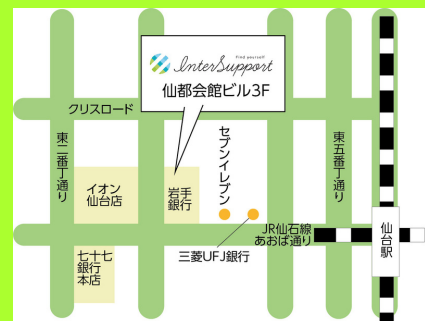 find yourself
InterSupport
仙都会館ビル3F
クリスロード
東二番丁通り
セブンイレブン
東五番丁通り
イオン
仙台店
岩手
銀行
JR仙石線
あおば通り
仙台駅
三菱UFJ銀行
七十七
銀行
本店